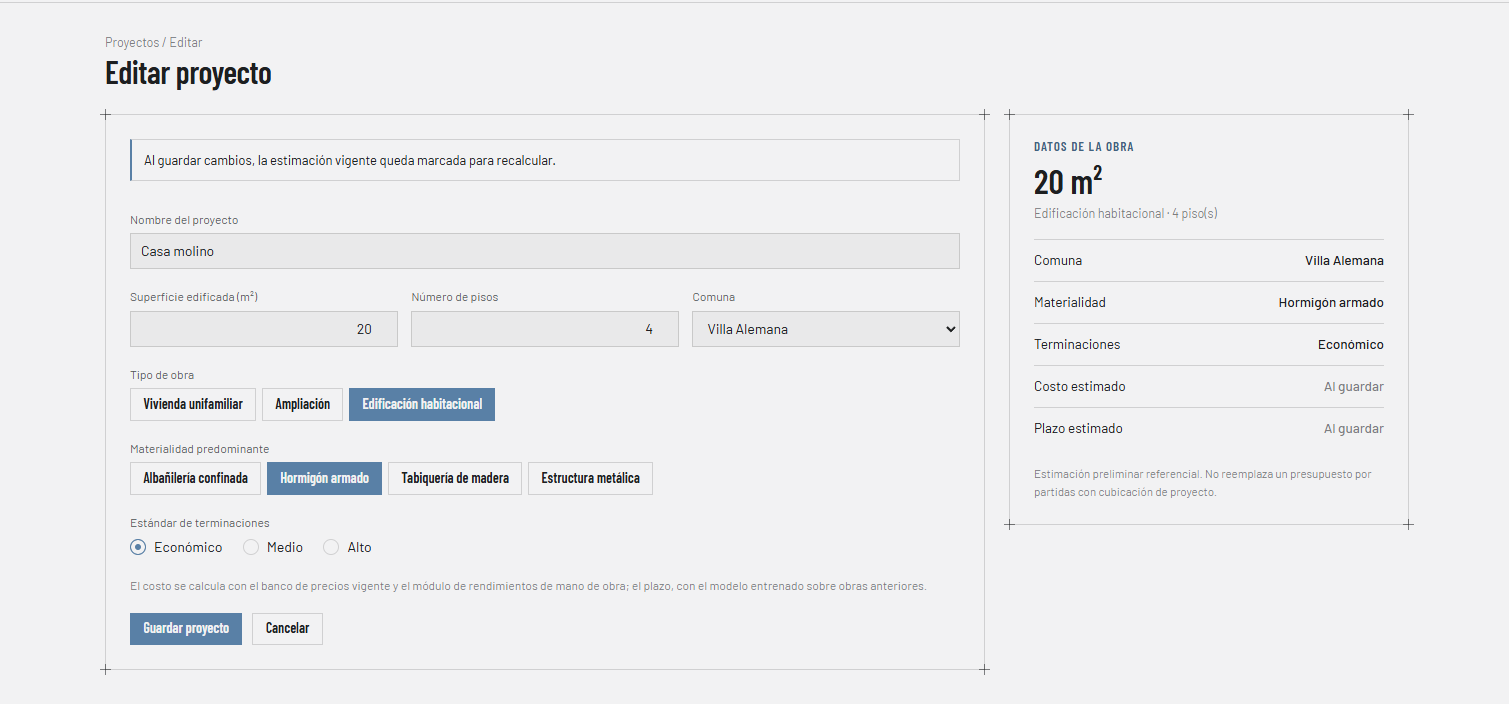 Proyectos / Editar
Editar proyecto
Al guardar cambios, la estimación vigente queda marcada para recalcular.
Nombre del proyecto
Casa molino
Superficie edificada (m²)
Número de pisos
Comuna
20
4
Villa Alemana
Tipo de obra
Vivienda unifamiliar
Ampliación
Edificación habitacional
Materialidad predominante
Albañilería confinada
Hormigón armado
Tabiquería de madera
Estructura metálica
Estándar de terminaciones
Económico
Medio
Alto
El costo se calcula con el banco de precios vigente y el módulo de rendimientos de mano de obra; el plazo, con el modelo entrenado sobre obras anteriores.
Guardar proyecto
Cancelar
DATOS DE LA OBRA
20 m²
Edificación habitacional · 4 piso(s)
Comuna Villa Alemana
Materialidad Hormigón armado
Terminaciones Económico
Costo estimado Al guardar
Plazo estimado Al guardar
Estimación preliminar referencial. No reemplaza un presupuesto por
partidas con cubicación de proyecto.